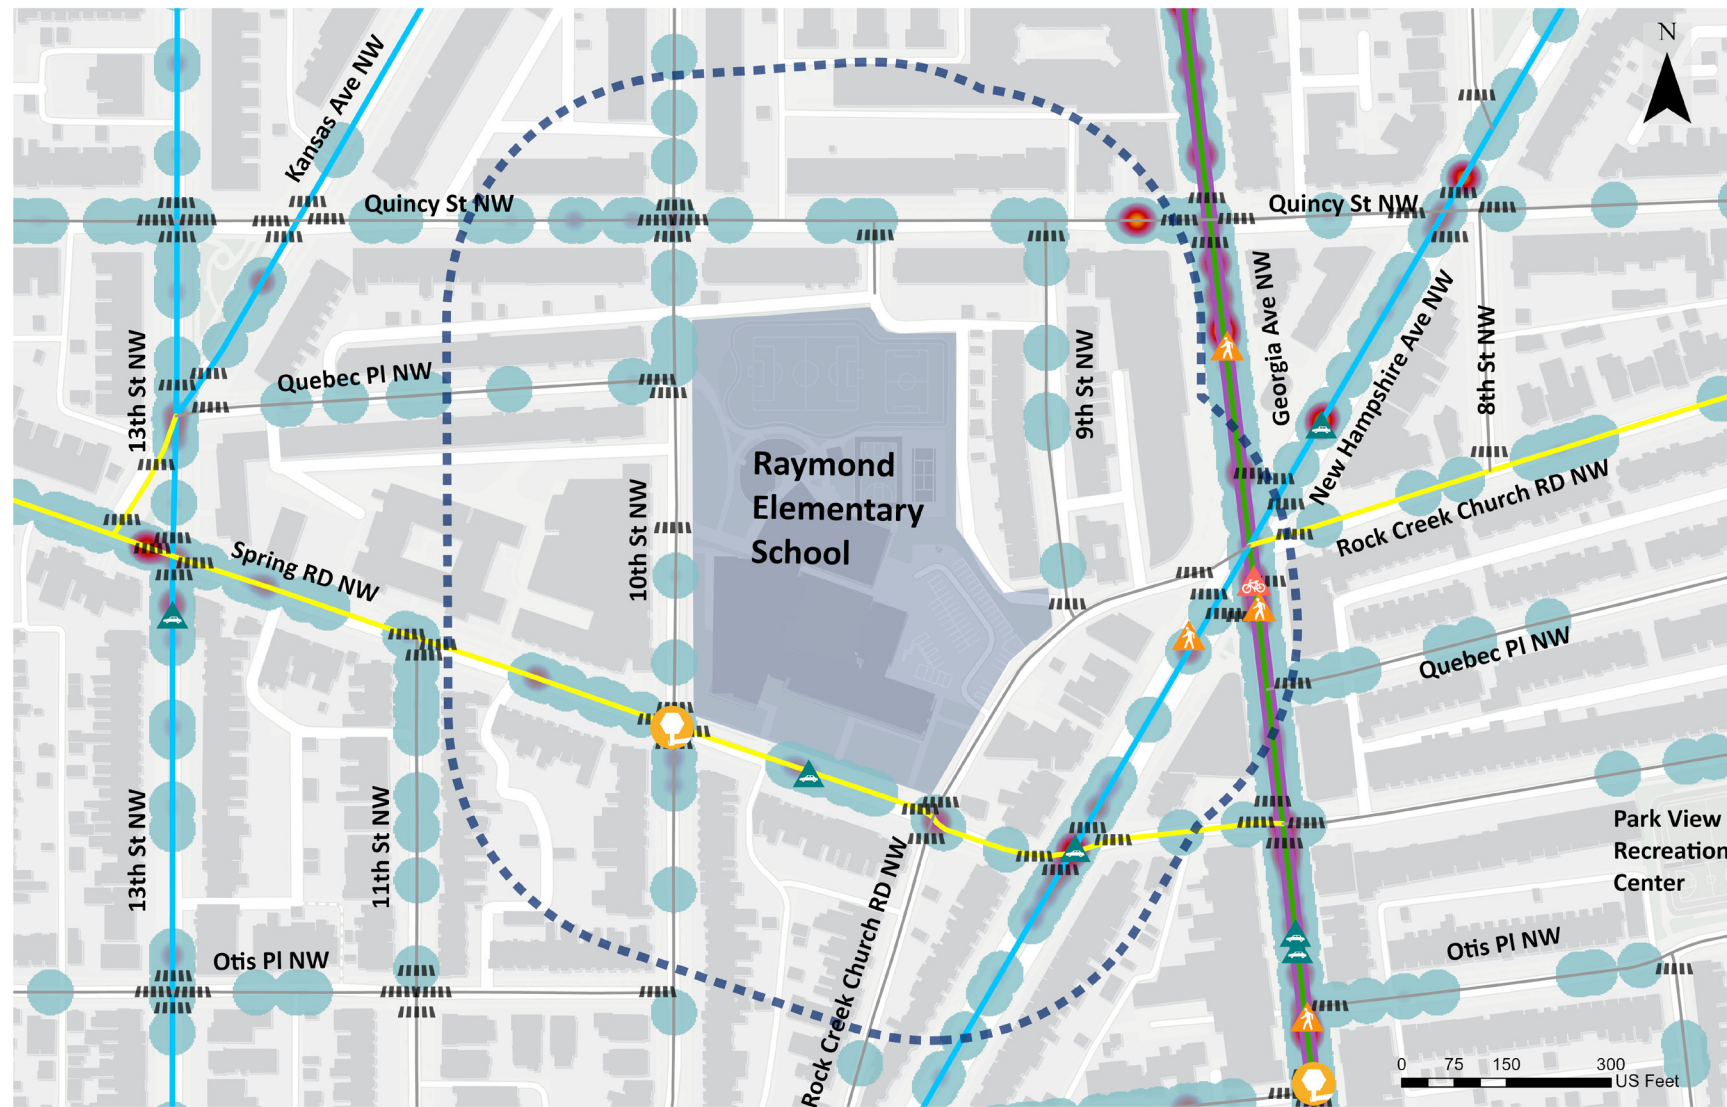 N
Kansas Ave NW
Quincy St NW
Quincy St NW
Georgia Ave NW
New Hampshire Ave NW
13th St NW
Quebec Pl NW
9th St NW
8th St NW
Raymond
Elementary
School
10th St NW
Rock Creek Church RD NW
Spring RD NW
Quebec Pl NW
13th St NW
11th St NW
Rock Creek Church RD NW
Park View
Recreation
Center
Otis Pl NW
Otis Pl NW
0 75 150 300
US Feet